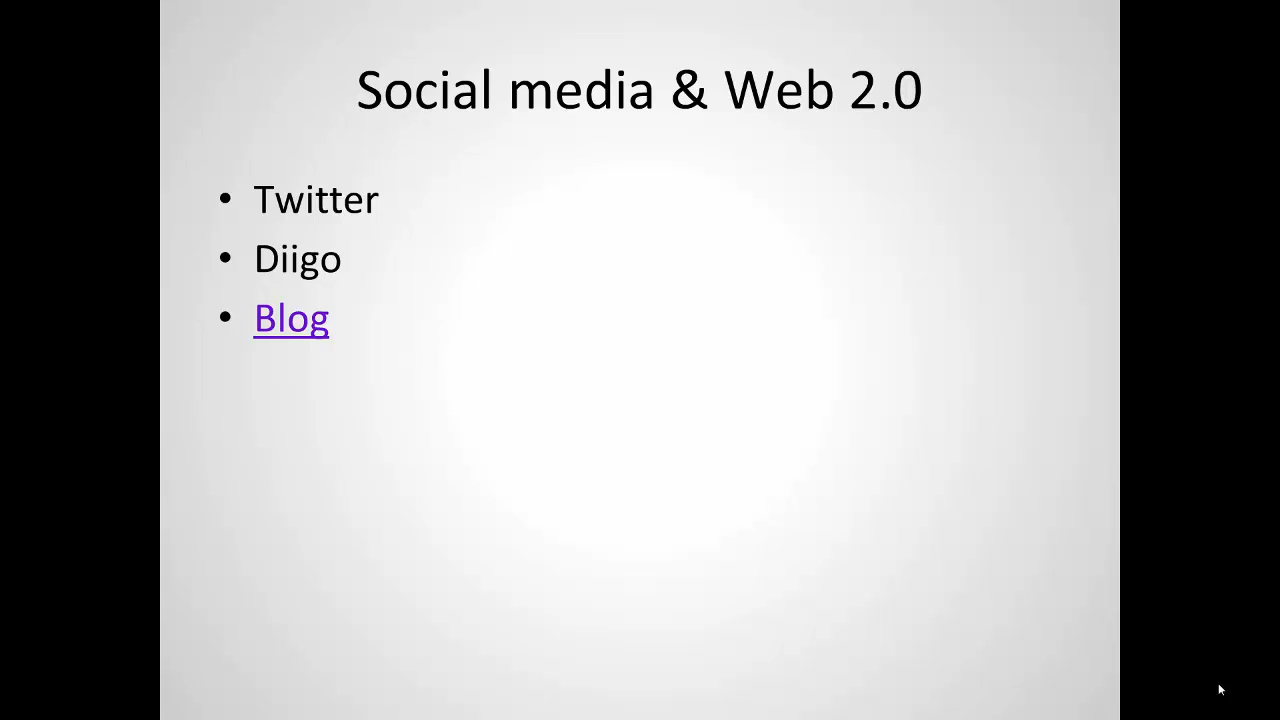 Social media & Web 2.0
• Twitter
• Diigo
• Blog